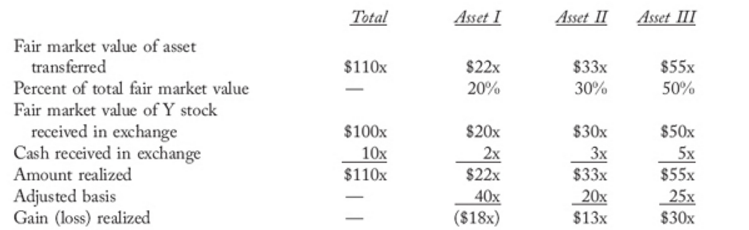 Total Asset I Asset II Asset III
Fair market value of asset
transferred $110x $22x $33x $55x
Percent of total fair market value — 20% 30% 50%
Fair market value of Y stock
received in exchange $100x $20x $30x $50x
Cash received in exchange 10x 2x 3x 5x
Amount realized $110x $22x $33x $55x
Adjusted basis — 40x 20x 25x
Gain (loss) realized — ($18x) $13x $30x